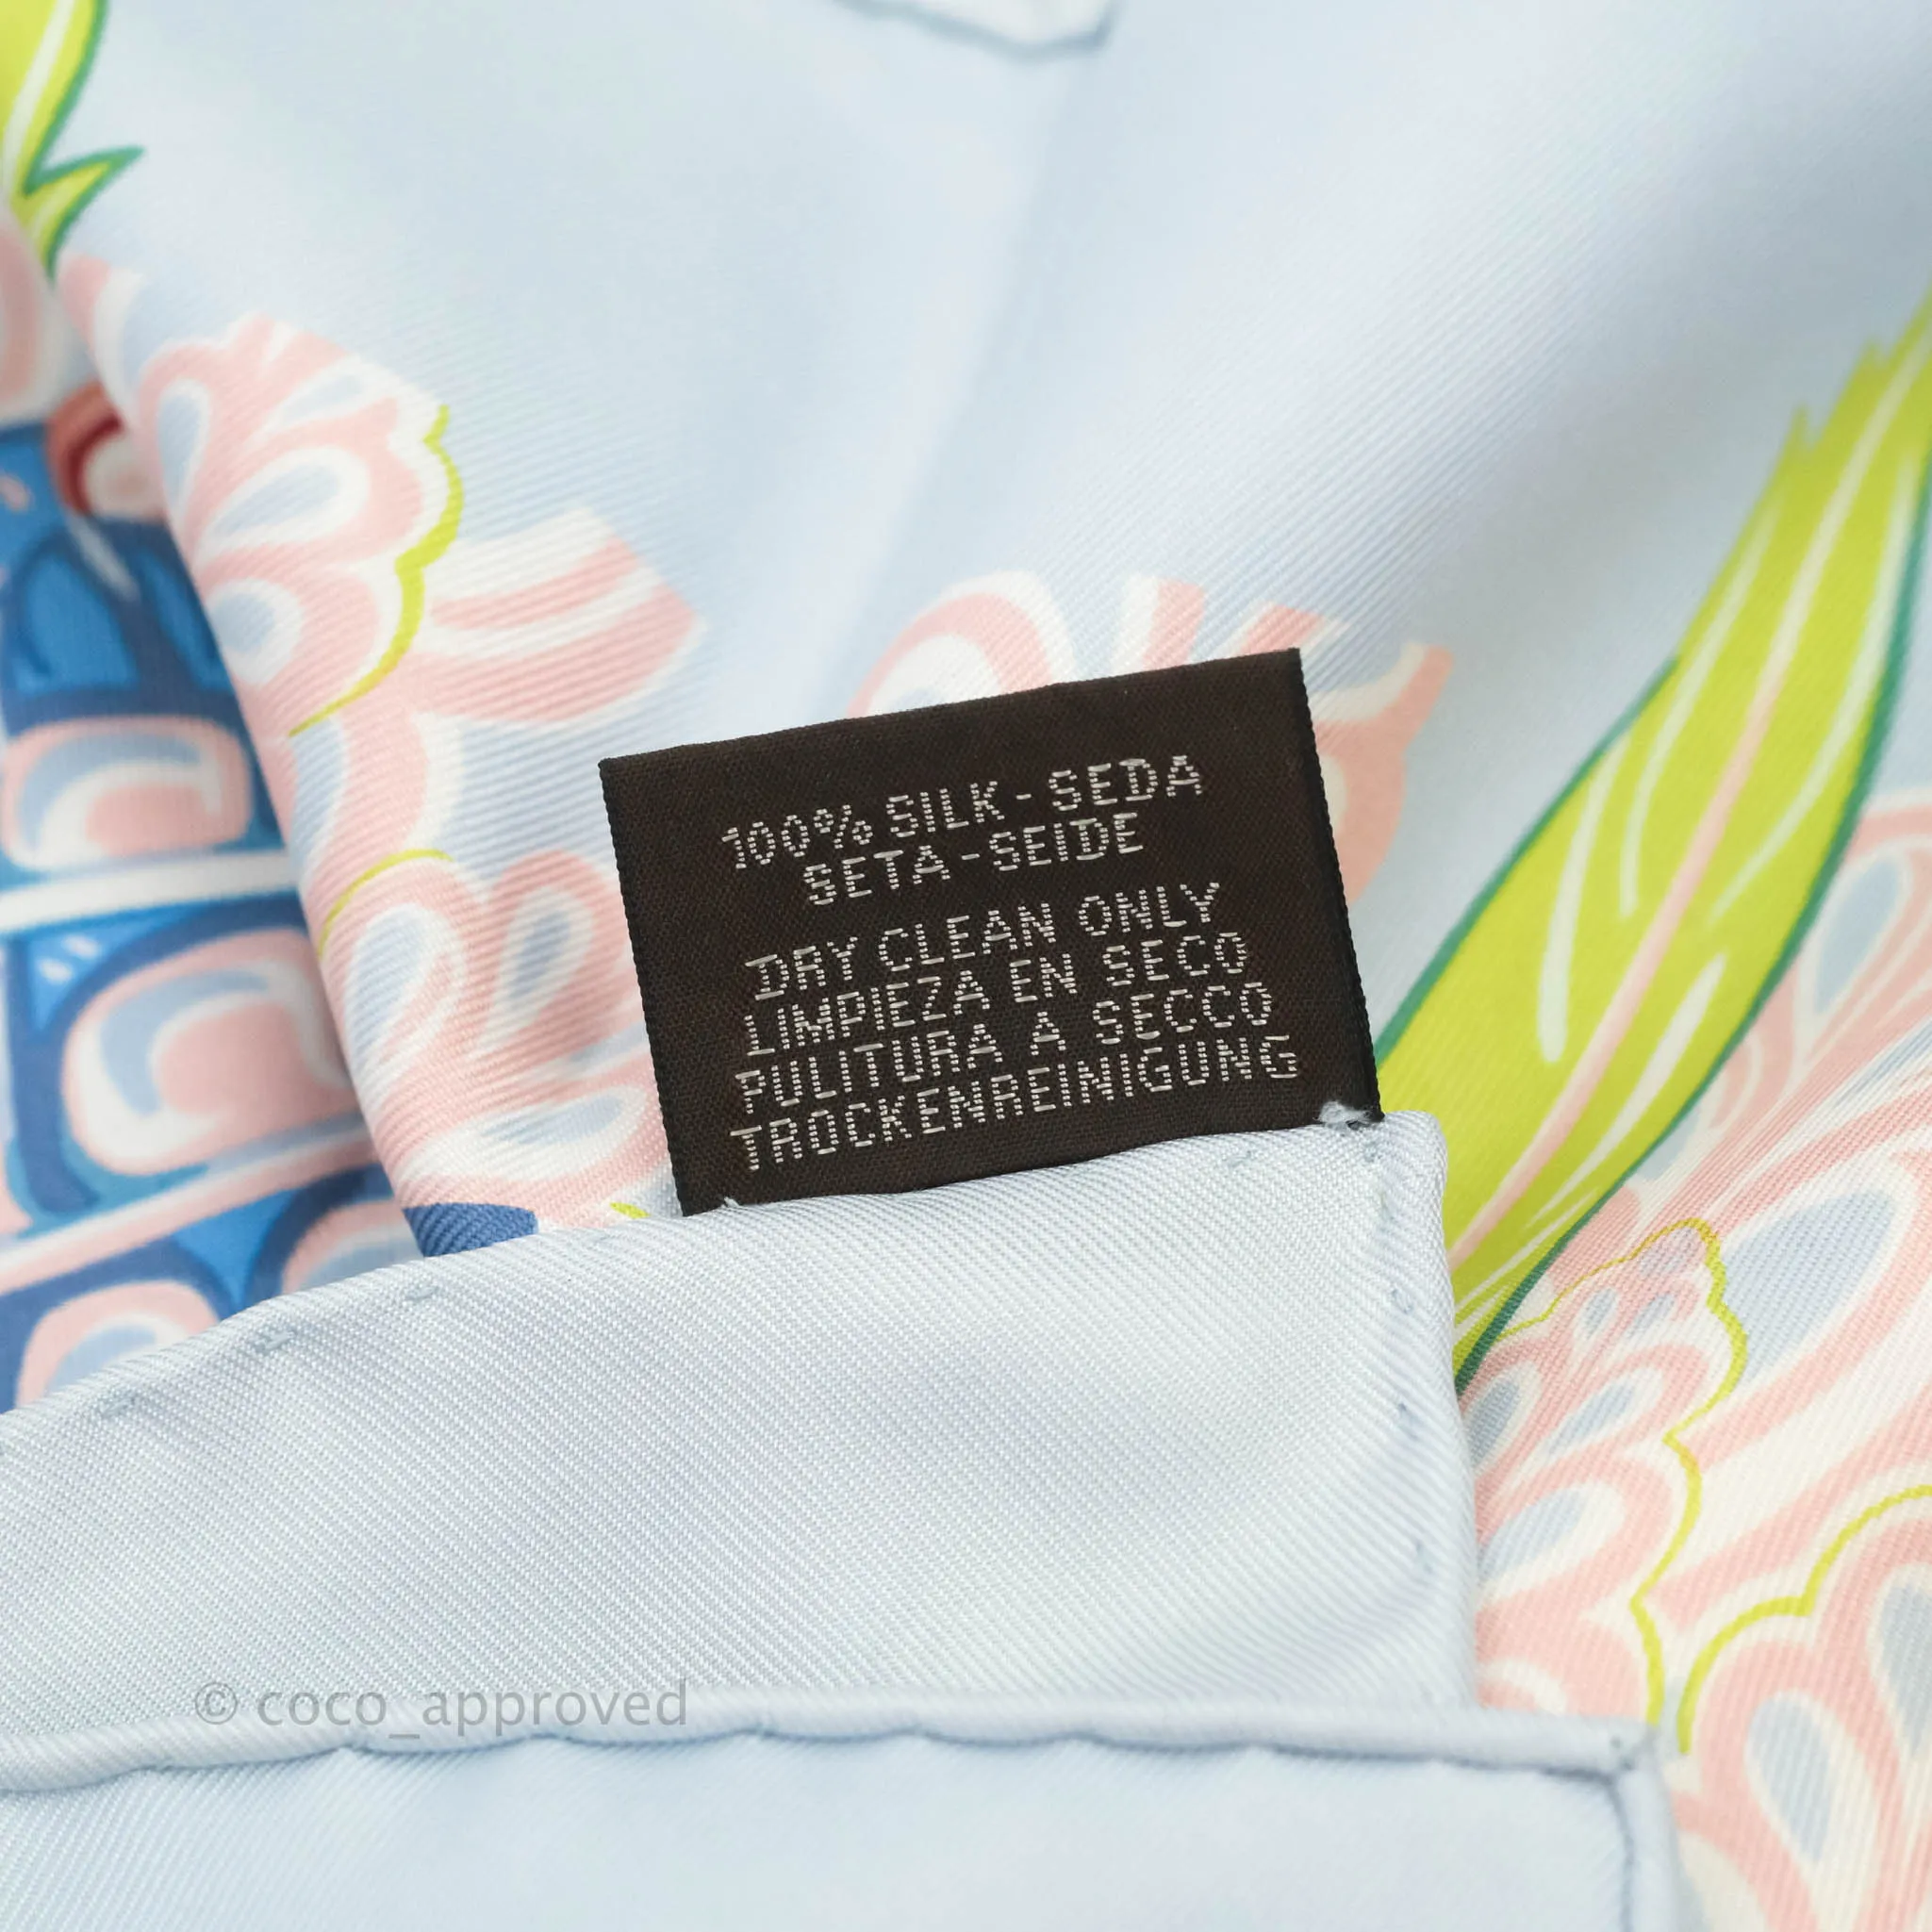 100% SILK - SEDA
SETA - SEIDE
DRY CLEAN ONLY
LIMPIEZA EN SECO
PULITURA A SECCO
TROCKENREINIGUNG
© coco_approved